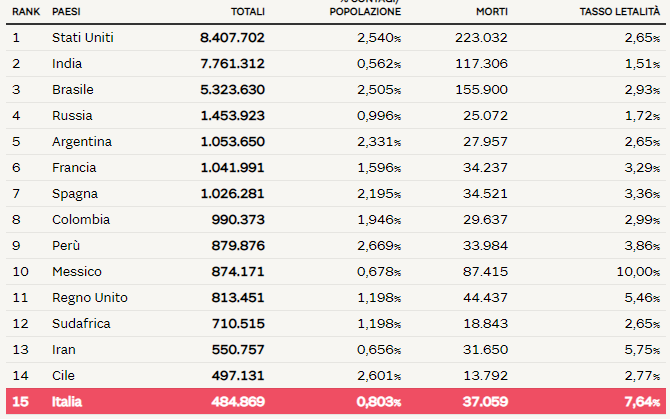 % CONTAGI/
RANK PAESI TOTALI POPOLAZIONE MORTI TASSO LETALITÀ
1 Stati Uniti 8.407.702 2,540% 223.032 2,65%
2 India 7.761.312 0,562% 117.306 1,51%
3 Brasile 5.323.630 2,505% 155.900 2,93%
4 Russia 1.453.923 0,996% 25.072 1,72%
5 Argentina 1.053.650 2,331% 27.957 2,65%
6 Francia 1.041.991 1,596% 34.237 3,29%
7 Spagna 1.026.281 2,195% 34.521 3,36%
8 Colombia 990.373 1,946% 29.637 2,99%
9 Perù 879.876 2,669% 33.984 3,86%
10 Messico 874.171 0,678% 87.415 10,00%
11 Regno Unito 813.451 1,198% 44.437 5,46%
12 Sudafrica 710.515 1,198% 18.843 2,65%
13 Iran 550.757 0,656% 31.650 5,75%
14 Cile 497.131 2,601% 13.792 2,77%
15 Italia 484.869 0,803% 37.059 7,64%